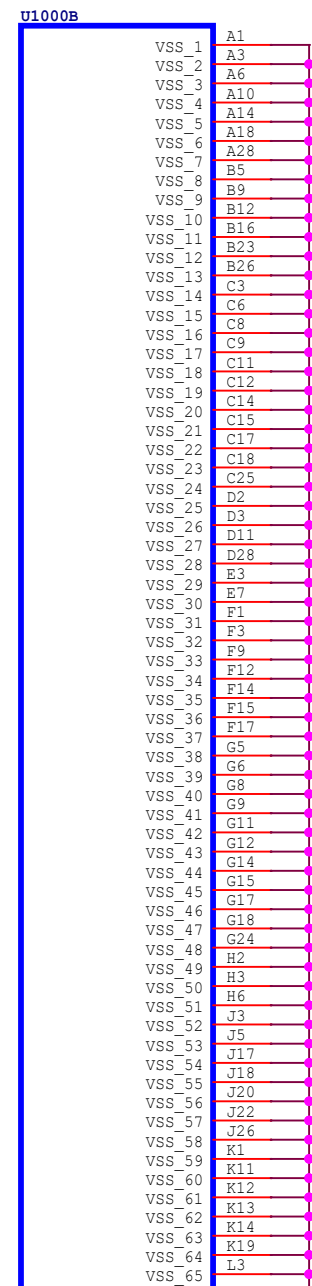 U1000B
VSS_1 A1
VSS_2 A3
VSS_3 A6
VSS_4 A10
VSS_5 A14
VSS_6 A18
VSS_7 A28
VSS_8 B5
VSS_9 B9
VSS_10 B12
VSS_11 B16
VSS_12 B23
VSS_13 B26
VSS_14 C3
VSS_15 C6
VSS_16 C8
VSS_17 C9
VSS_18 C11
VSS_19 C12
VSS_20 C14
VSS_21 C15
VSS_22 C17
VSS_23 C18
VSS_24 C25
VSS_25 D2
VSS_26 D3
VSS_27 D11
VSS_28 D28
VSS_29 E3
VSS_30 E7
VSS_31 F1
VSS_32 F3
VSS_33 F9
VSS_34 F12
VSS_35 F14
VSS_36 F15
VSS_37 F17
VSS_38 G5
VSS_39 G6
VSS_40 G8
VSS_41 G9
VSS_42 G11
VSS_43 G12
VSS_44 G14
VSS_45 G15
VSS_46 G17
VSS_47 G18
VSS_48 G24
VSS_49 H2
VSS_50 H3
VSS_51 H6
VSS_52 J3
VSS_53 J5
VSS_54 J17
VSS_55 J18
VSS_56 J20
VSS_57 J22
VSS_58 J26
VSS_59 K1
VSS_60 K11
VSS_61 K12
VSS_62 K13
VSS_63 K14
VSS_64 K19
VSS_65 L3